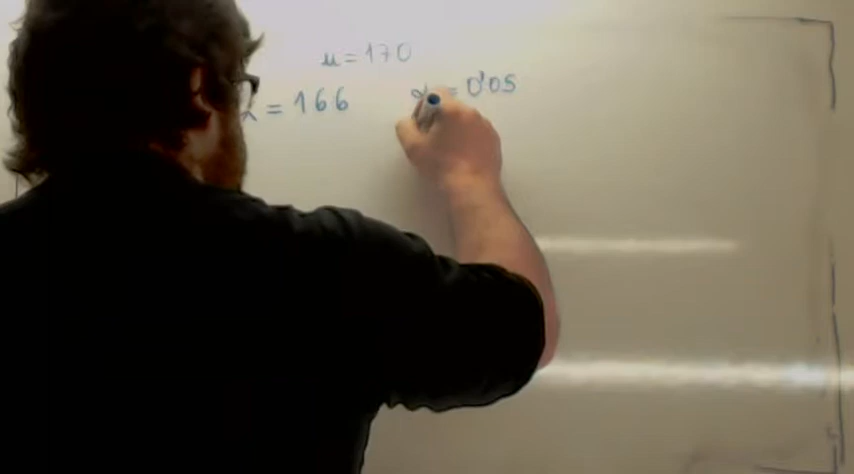 μ = 170
= 166 α = 0'05